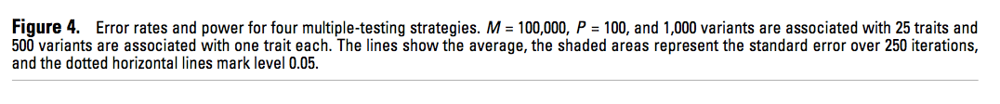 Figure 4. Error rates and power for four multiple-testing strategies. M = 100,000, P = 100, and 1,000 variants are associated with 25 traits and
500 variants are associated with one trait each. The lines show the average, the shaded areas represent the standard error over 250 iterations,
and the dotted horizontal lines mark level 0.05.